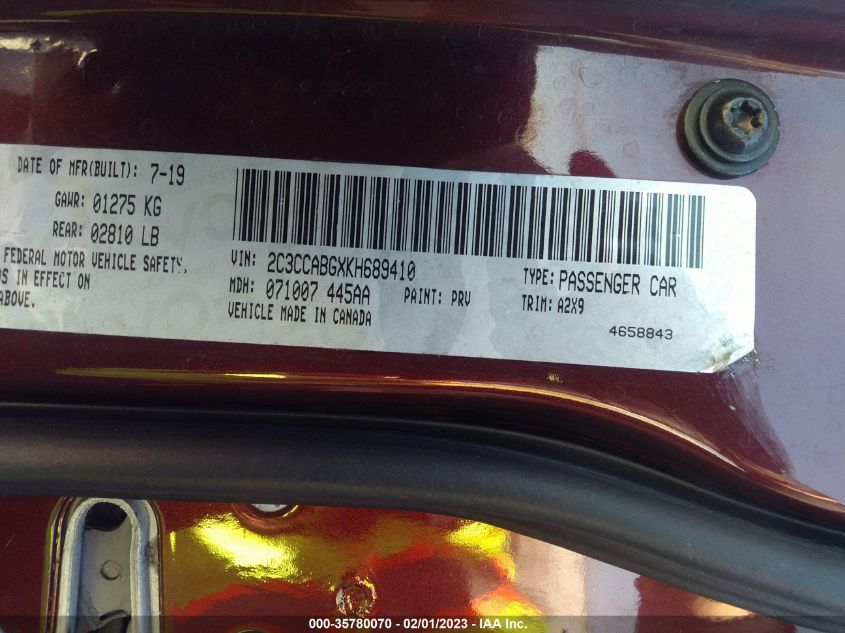 DATE OF MFR(BUILT): 7-19
GAWR: 01275 KG
REAR: 02810 LB
FEDERAL MOTOR VEHICLE SAFETY,
S IN EFFECT ON
ABOVE.
VIN: 2C3CCABGXKH689410
TYPE: PASSENGER CAR
MDH: 071007 445AA
PAINT: PRV
TRIM: A2X9
VEHICLE MADE IN CANADA
4658843
000-35780070 / 02/01/2023 - IAA Inc.